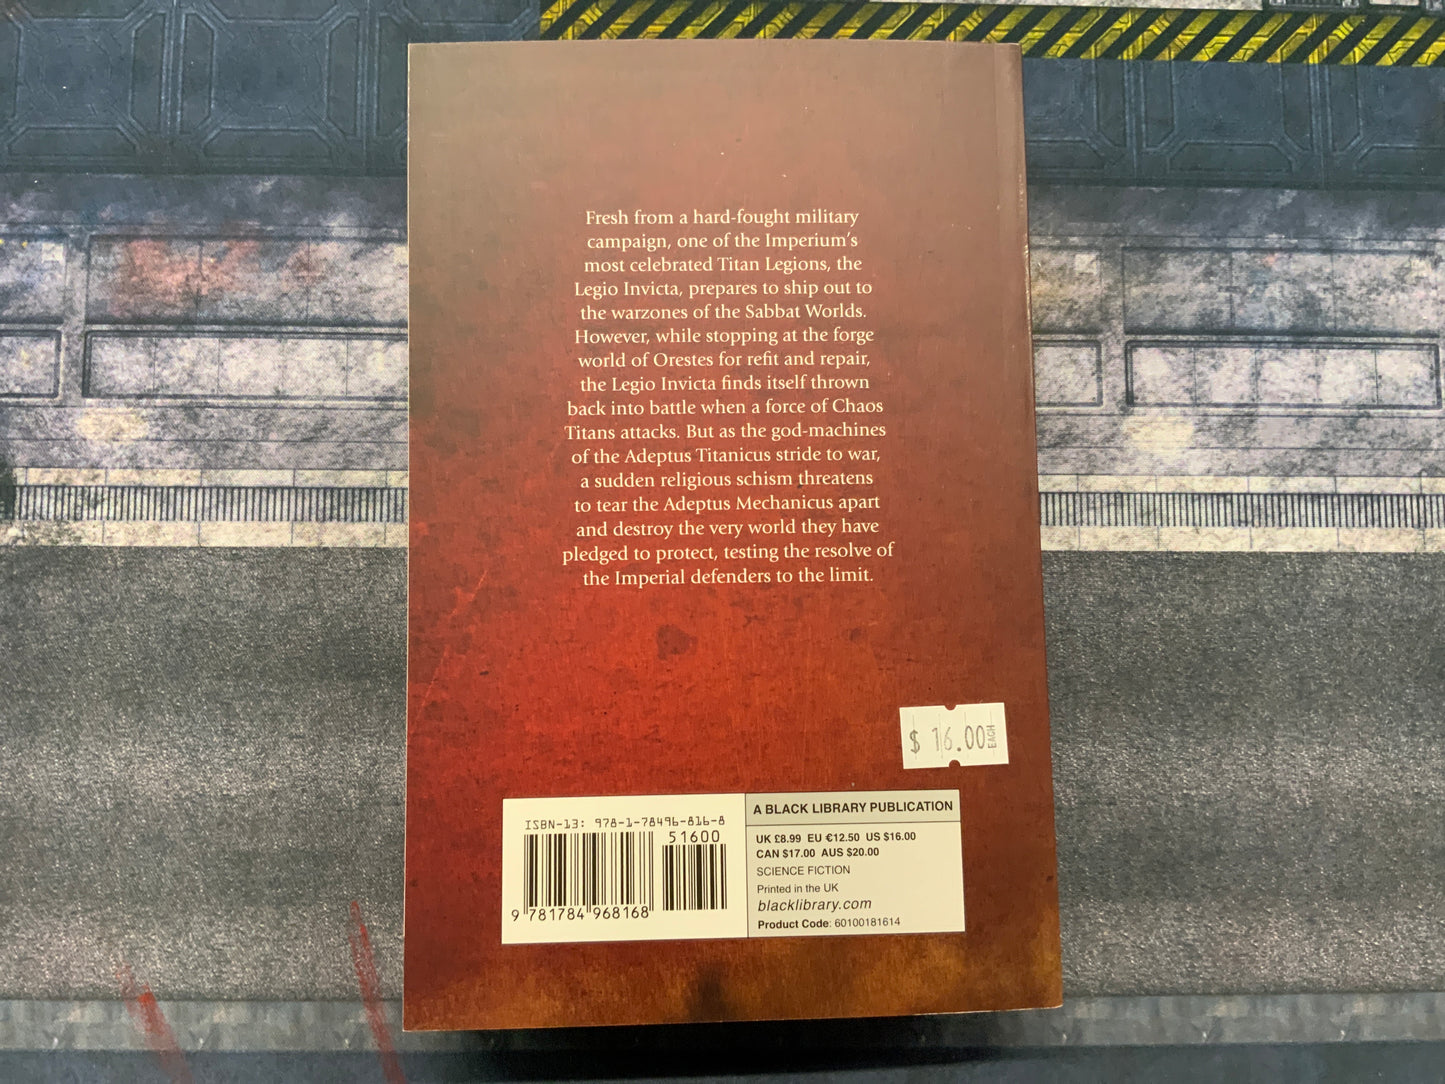 Fresh from a hard-fought military
campaign, one of the Imperium's
most celebrated Titan Legions, the
Legio Invicta, prepares to ship out to
the warzones of the Sabbat Worlds.
However, while stopping at the forge
world of Orestes for refit and repair,
the Legio Invicta finds itself thrown
back into battle when a force of Chaos
Titans attacks. But as the god-machines
of the Adeptus Titanicus stride to war,
a sudden religious schism threatens
to tear the Adeptus Mechanicus apart
and destroy the very world they have
pledged to protect, testing the resolve of
the Imperial defenders to the limit.
$ 16.00 EACH
ISBN-13: 978-1-78496-816-8
51600
9 781784 968168
A BLACK LIBRARY PUBLICATION
UK £8.99 EU €12.50 US $16.00
CAN $17.00 AUS $20.00
SCIENCE FICTION
Printed in the UK
blacklibrary.com
Product Code: 60100181614